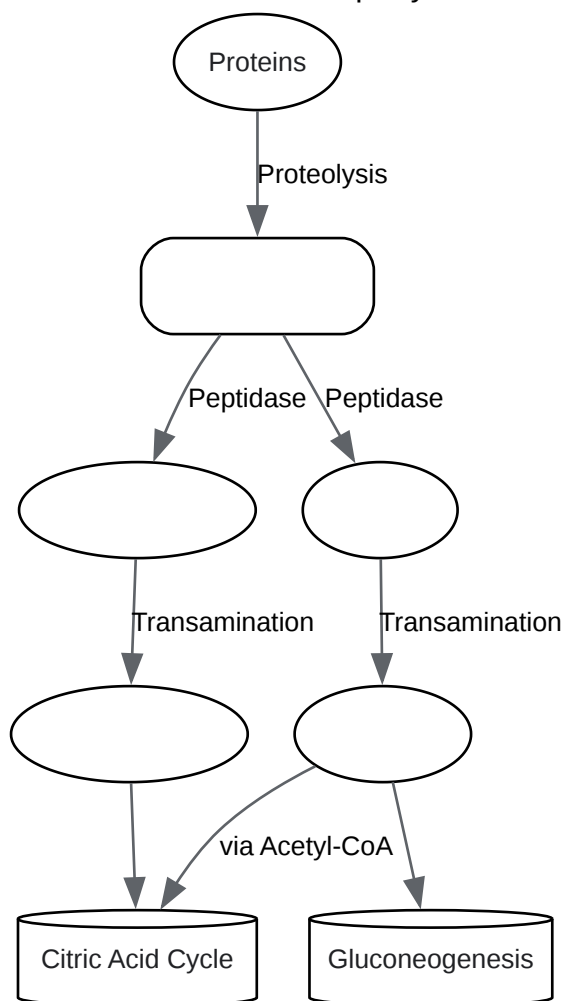 Proteins
Proteolysis
Peptidase
Peptidase
Transamination
Transamination
via Acetyl-CoA
Citric Acid Cycle
Gluconeogenesis